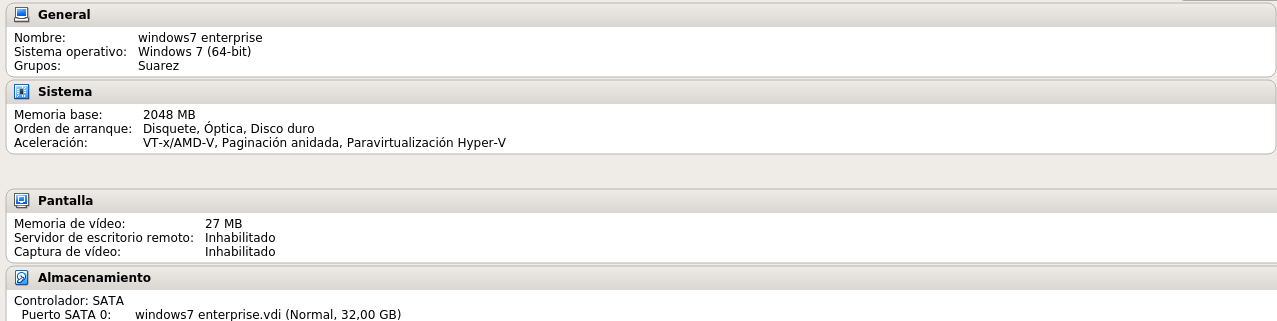 General
Nombre: windows7 enterprise
Sistema operativo: Windows 7 (64-bit)
Grupos: Suarez
Sistema
Memoria base: 2048 MB
Orden de arranque: Disquete, Óptica, Disco duro
Aceleración: VT-x/AMD-V, Paginación anidada, Paravirtualización Hyper-V
Pantalla
Memoria de vídeo: 27 MB
Servidor de escritorio remoto: Inhabilitado
Captura de vídeo: Inhabilitado
Almacenamiento
Controlador: SATA
Puerto SATA 0: windows7 enterprise.vdi (Normal, 32,00 GB)